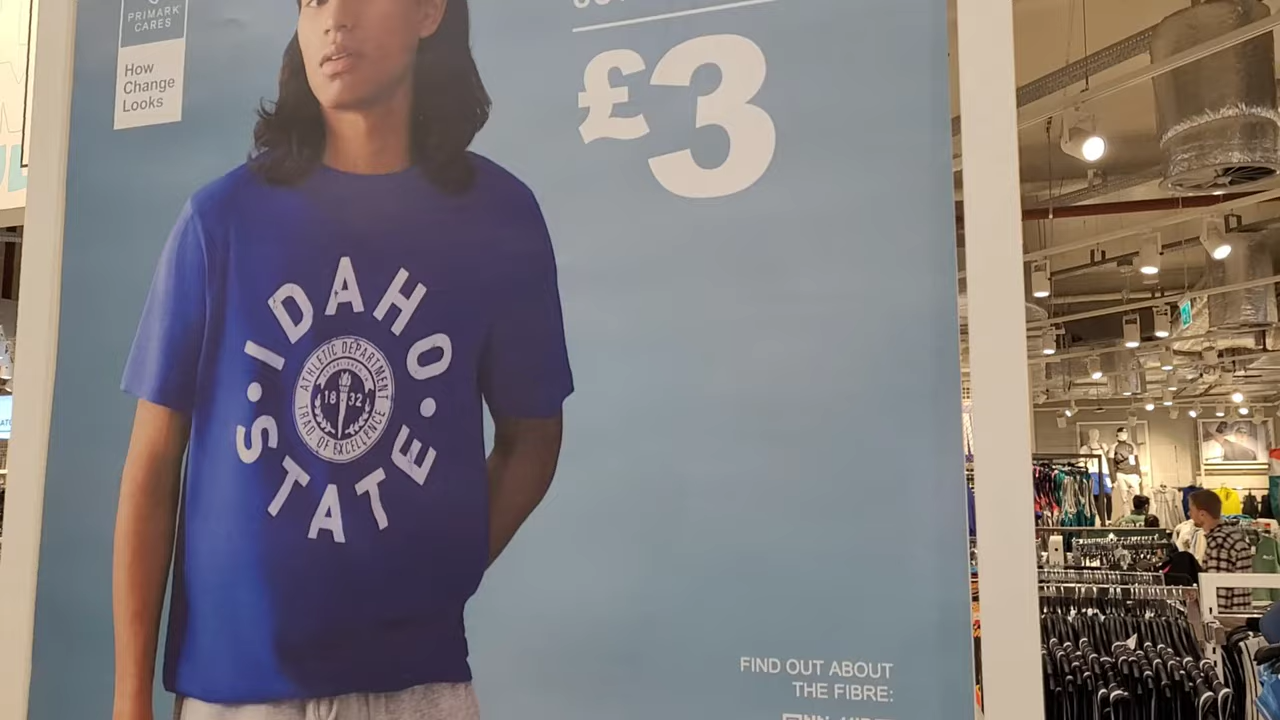 PRIMARK
CARES
How
Change
Looks
£3
IDAHO
• STATE •
ATHLETIC DEPARTMENT
18 32
TRAD. OF EXCELLENCE
FIND OUT ABOUT
THE FIBRE: